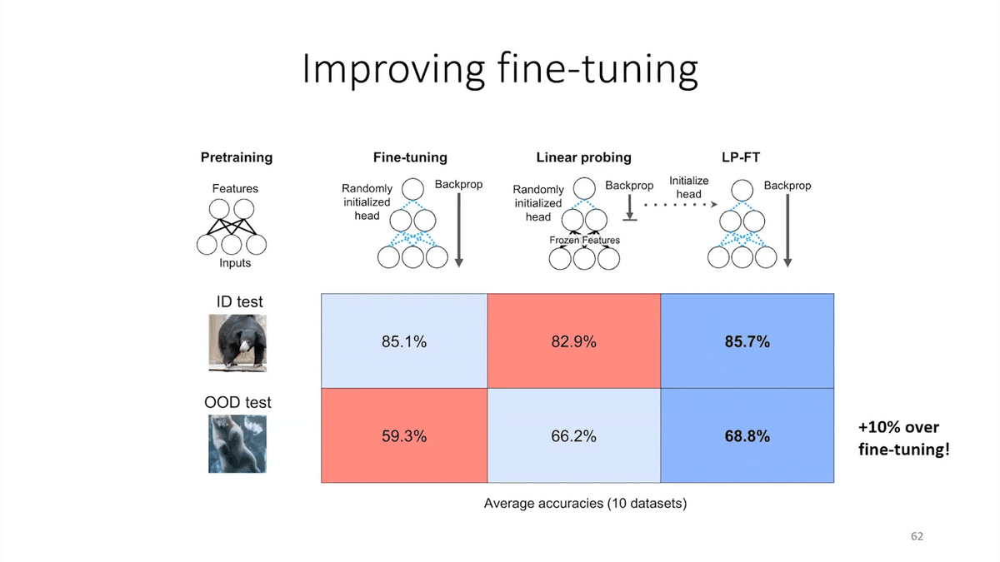 Improving fine-tuning
Pretraining
Fine-tuning
Linear probing
LP-FT
Features
Inputs
Randomly
initialized
head
Backprop
Randomly
initialized
head
Backprop
Frozen Features
Initialize
head
Backprop
ID test
85.1%
82.9%
85.7%
OOD test
59.3%
66.2%
68.8%
+10% over
fine-tuning!
Average accuracies (10 datasets)
62